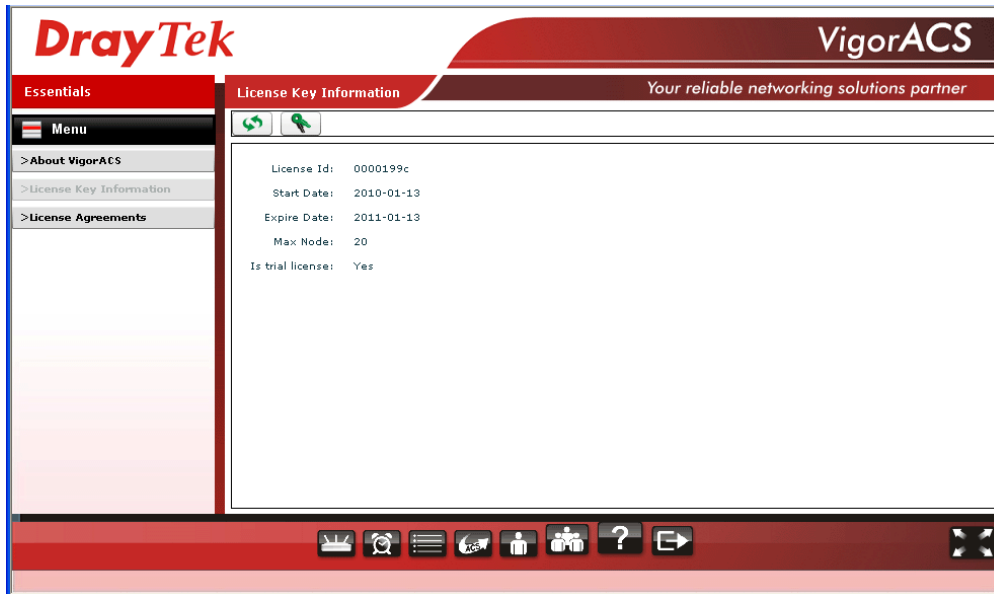 DrayTek
VigorACS
Essentials
License Key Information
Your reliable networking solutions partner
Menu
>About VigorACS
>License Key Information
>License Agreements
License Id: 0000199c
Start Date: 2010-01-13
Expire Date: 2011-01-13
Max Node: 20
Is trial license: Yes
ACS
?